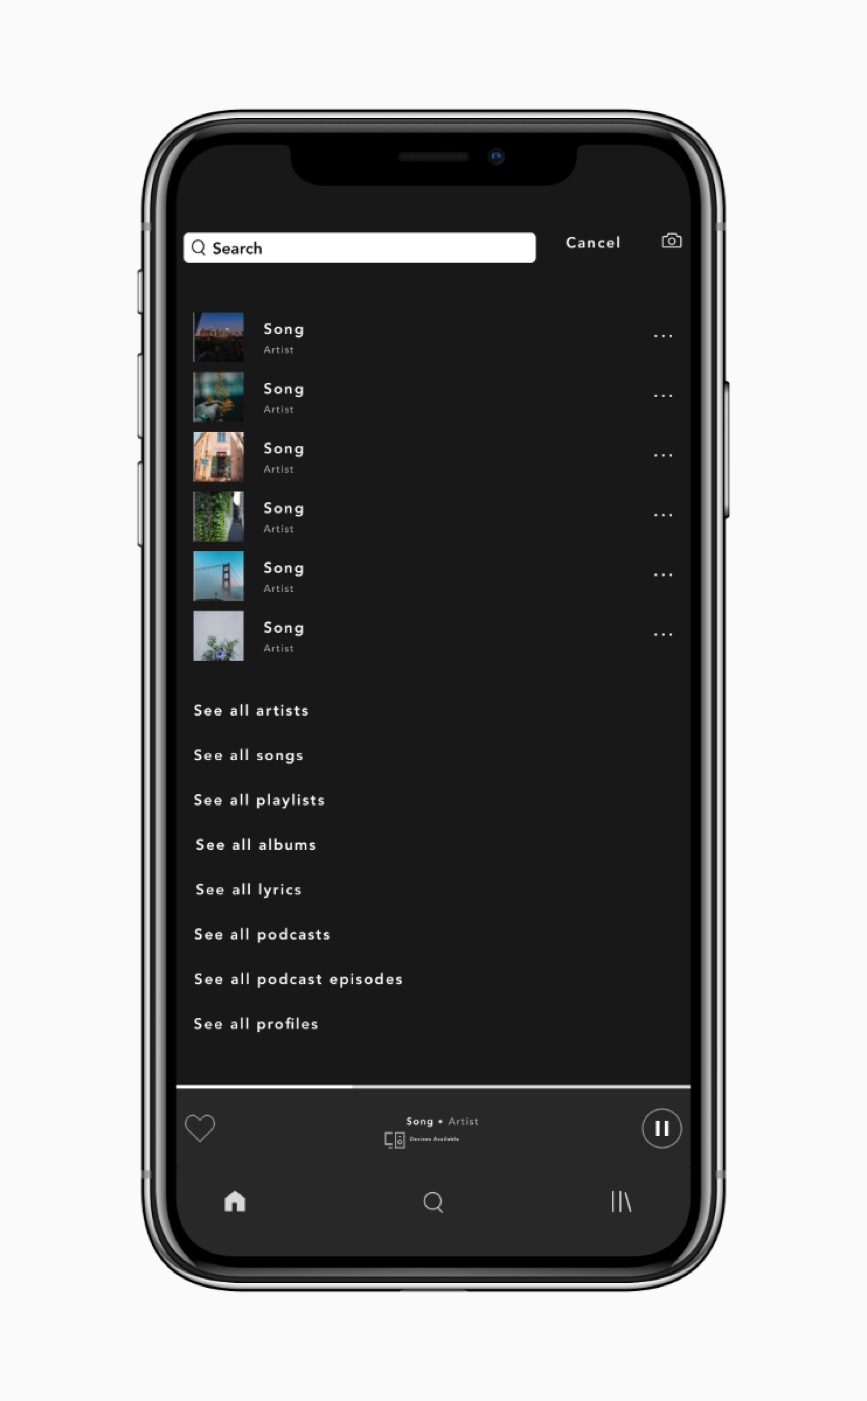 Search
Cancel
Song
Artist
Song
Artist
Song
Artist
Song
Artist
Song
Artist
Song
Artist
See all artists
See all songs
See all playlists
See all albums
See all lyrics
See all podcasts
See all podcast episodes
See all profiles
Song • Artist
Devices Available